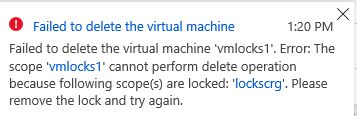 Failed to delete the virtual machine 1:20 PM
Failed to delete the virtual machine 'vmlocks1'. Error: The
scope 'vmlocks1' cannot perform delete operation
because following scope(s) are locked: 'lockscrg'. Please
remove the lock and try again.